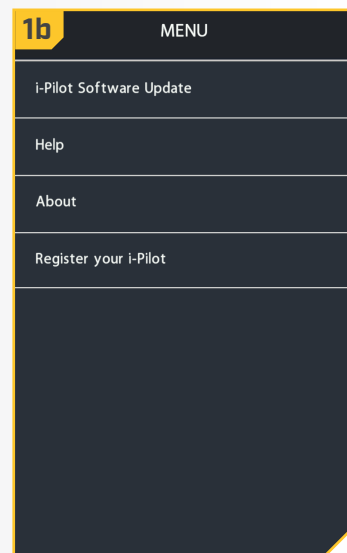 1b
MENU
i-Pilot Software Update
Help
About
Register your i-Pilot